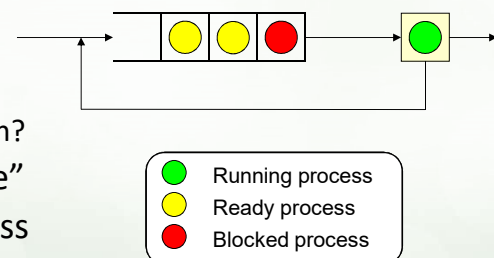 n?
e”
ss
Running process
Ready process
Blocked process